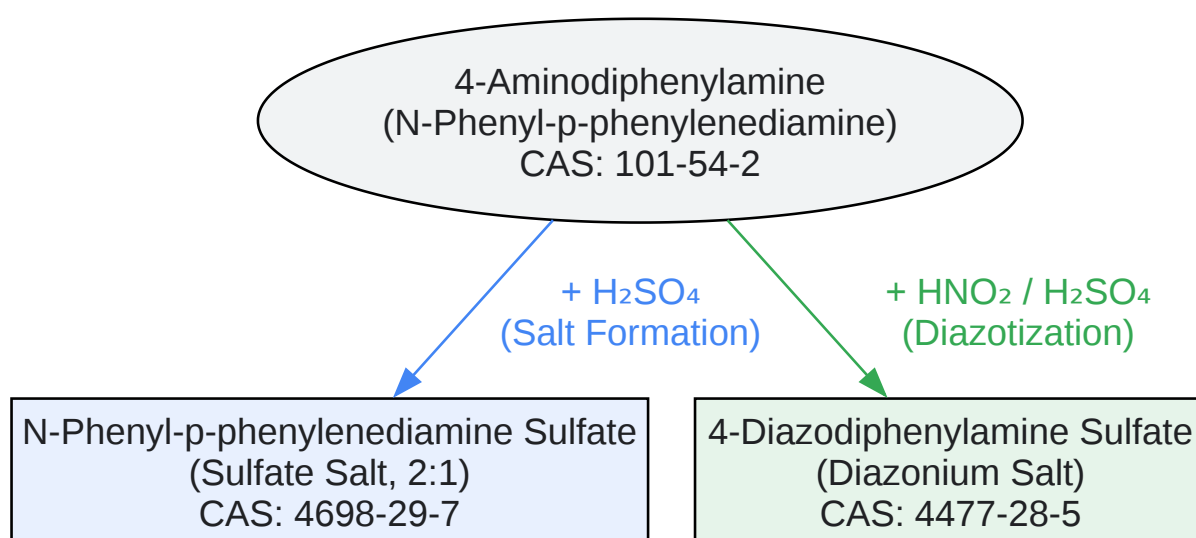 4-Aminodiphenylamine
(N-Phenyl-p-phenylenediamine)
CAS: 101-54-2
+ H₂SO₄
(Salt Formation)
+ HNO₂ / H₂SO₄
(Diazotization)
N-Phenyl-p-phenylenediamine Sulfate
(Sulfate Salt, 2:1)
CAS: 4698-29-7
4-Diazodiphenylamine Sulfate
(Diazonium Salt)
CAS: 4477-28-5